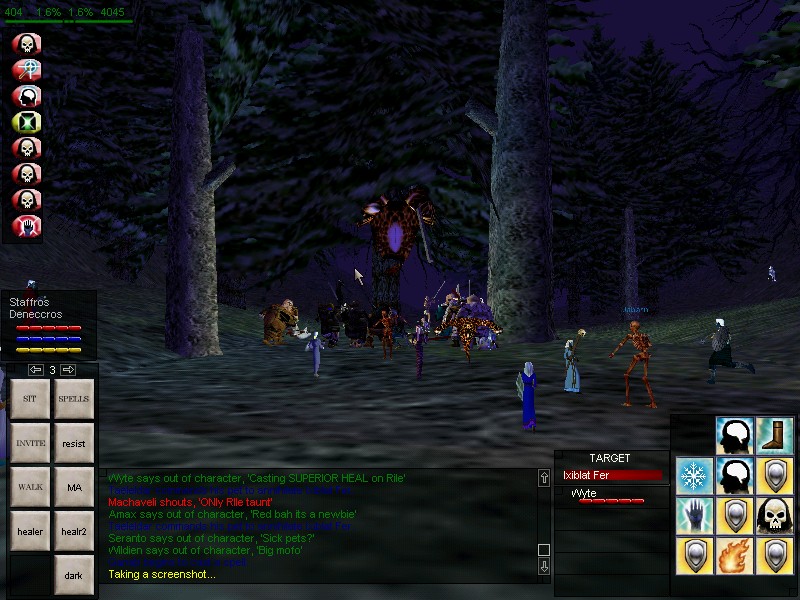 404 1.6% 1.6% 4045
Staffros
Deneccros
3
SIT SPELLS
INVITE resist
WALK MA
healer healr2
dark
Wyte says out of character, 'Casting SUPERIOR HEAL on Rile'
Machaveli shouts, 'ONly RIle taunt'
Amax says out of character, 'Red bah its a newbie'
Seranto says out of character, 'Sick pets?'
Wildien says out of character, 'Big mofo'
Taking a screenshot...
TARGET
Ixiblat Fer
Wyte